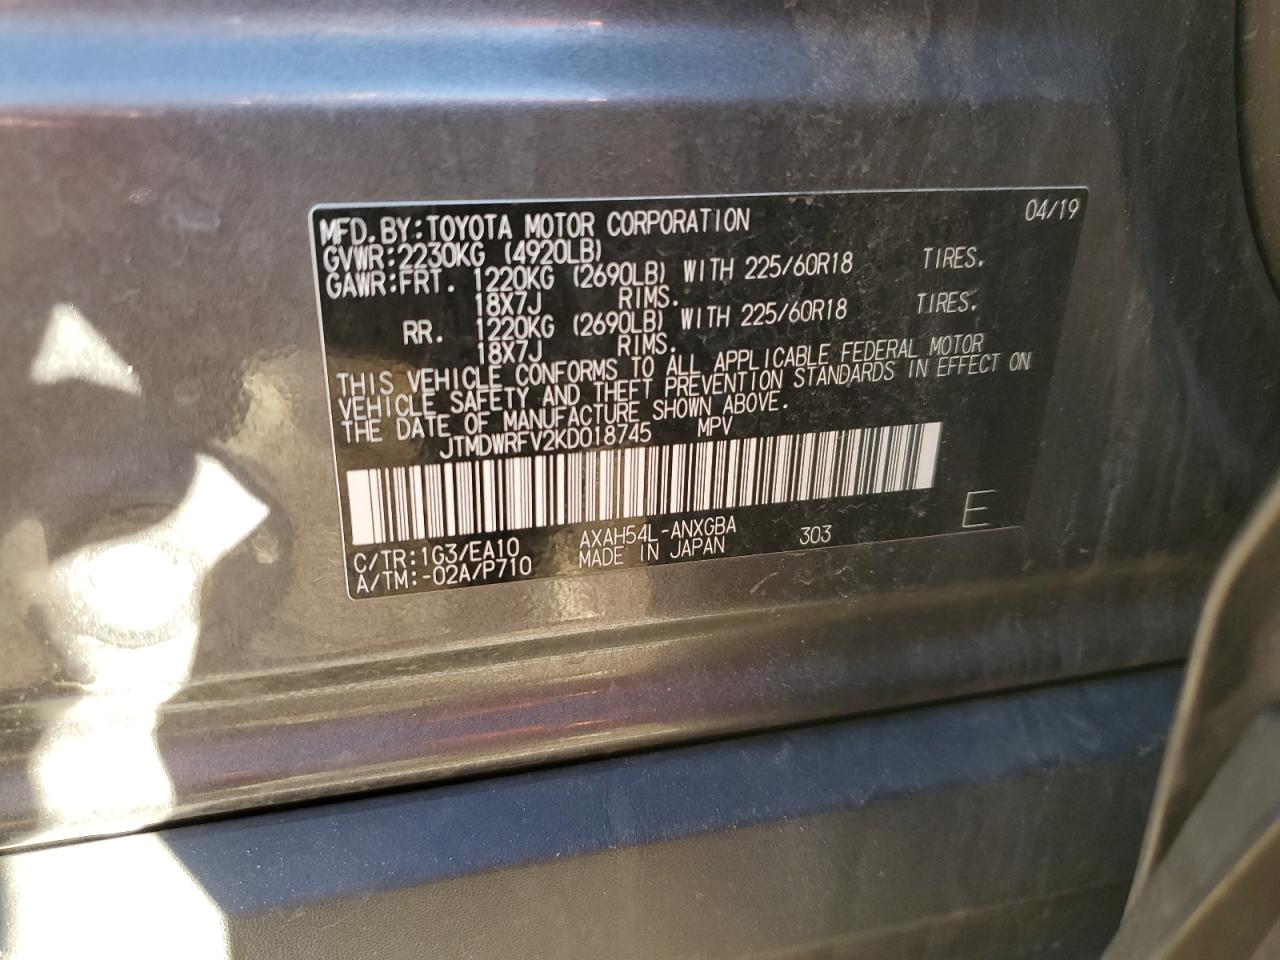 MFD. BY: TOYOTA MOTOR CORPORATION 04/19
GVWR: 2230KG (4920LB)
GAWR: FRT. 1220KG (2690LB) WITH 225/60R18 TIRES.
18X7J RIMS.
RR. 1220KG (2690LB) WITH 225/60R18 TIRES.
18X7J RIMS.
THIS VEHICLE CONFORMS TO ALL APPLICABLE FEDERAL MOTOR
VEHICLE SAFETY AND THEFT PREVENTION STANDARDS IN EFFECT ON
THE DATE OF MANUFACTURE SHOWN ABOVE.
JTMDWRFV2KD018745 MPV
C/TR: 1G3/EA10 AXAH54L-ANXGBA 303 E
A/TM: -02A/P710 MADE IN JAPAN